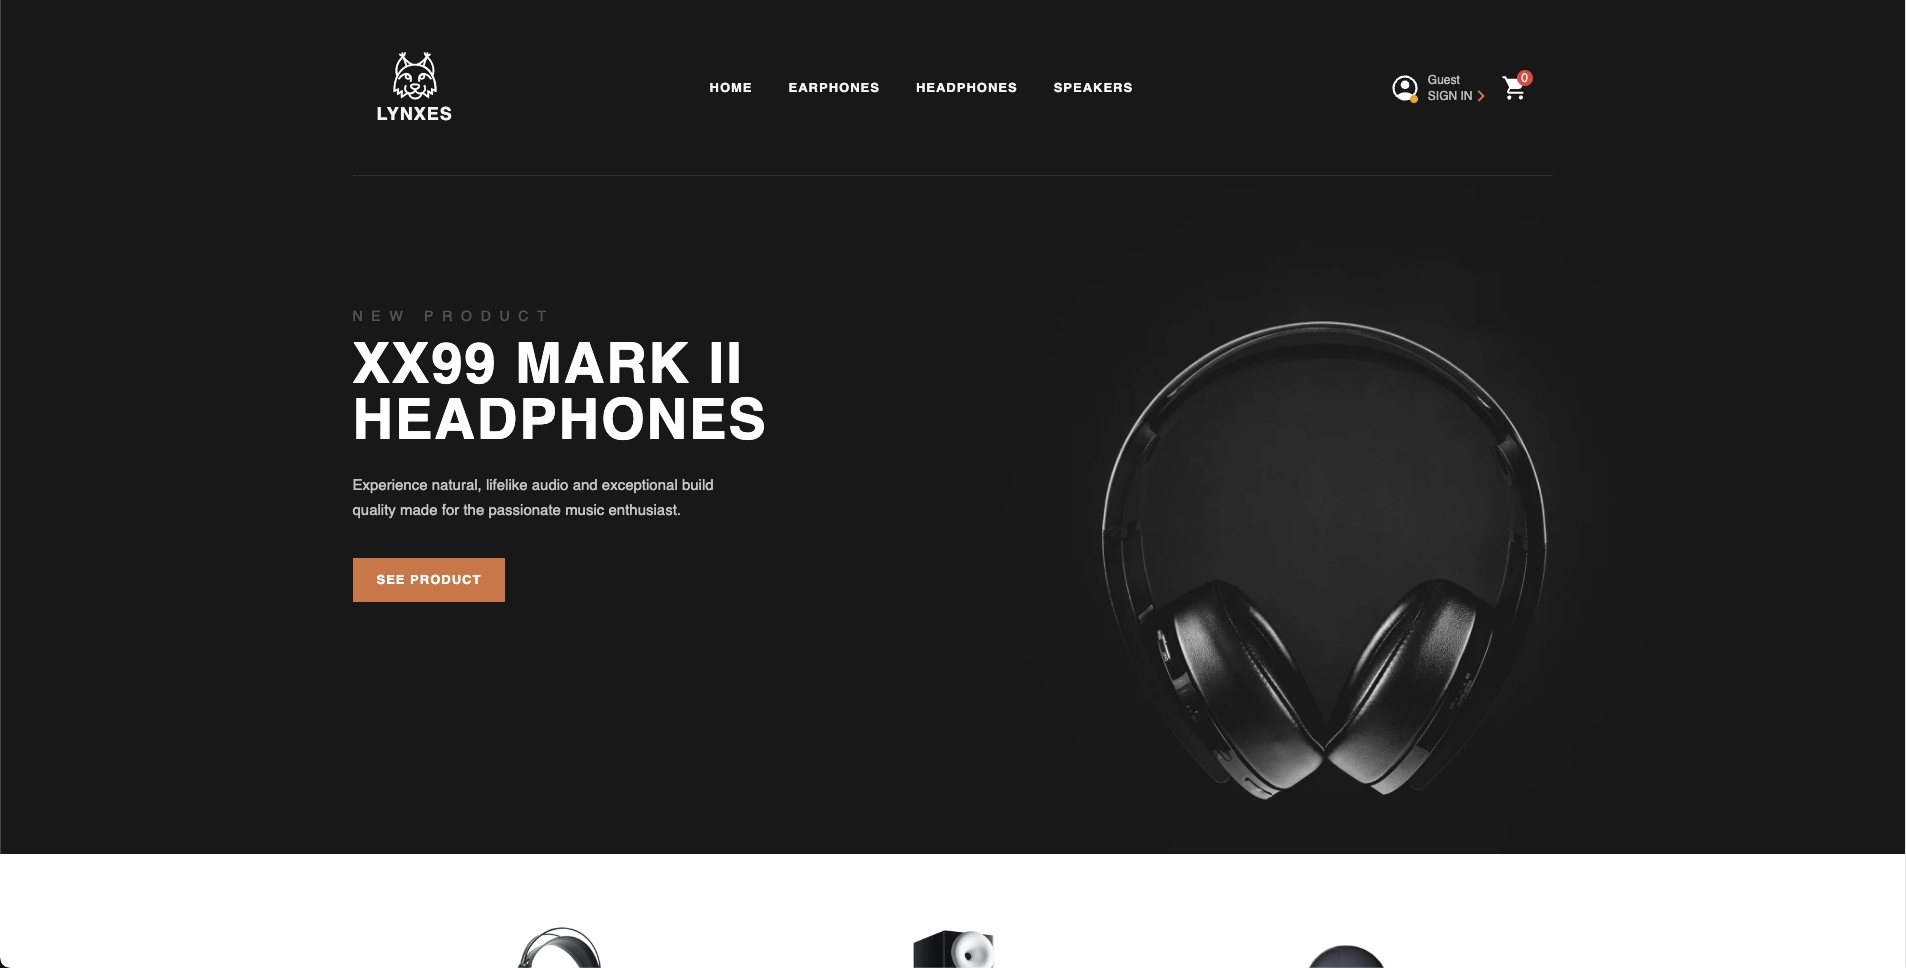 LYNXES
HOME
EARPHONES
HEADPHONES
SPEAKERS
Guest
SIGN IN
0
NEW PRODUCT
XX99 MARK II
HEADPHONES
Experience natural, lifelike audio and exceptional build
quality made for the passionate music enthusiast.
SEE PRODUCT